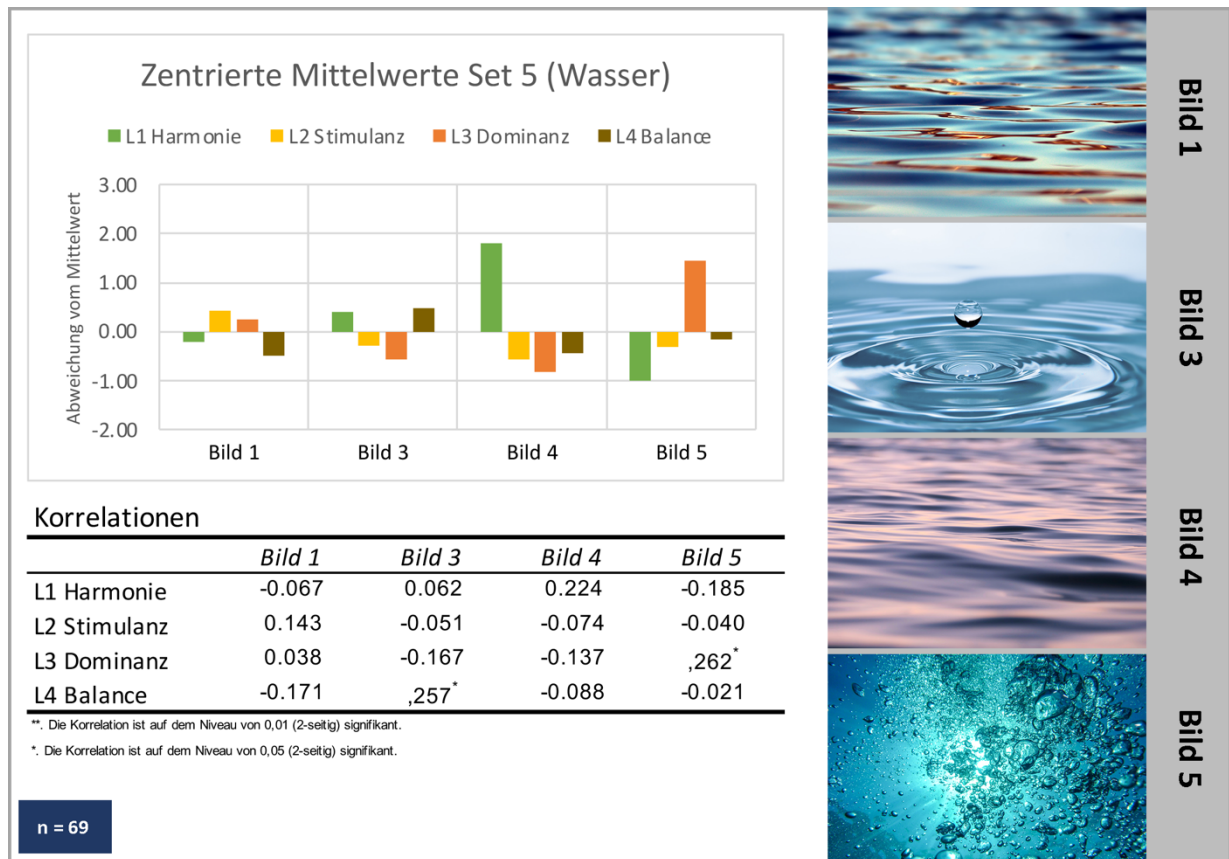 Zentrierte Mittelwerte Set 5 (Wasser)
L1 Harmonie L2 Stimulanz L3 Dominanz L4 Balance
Abweichung vom Mittelwert
3.00
2.00
1.00
0.00
-1.00
-2.00
Bild 1 Bild 3 Bild 4 Bild 5
Korrelationen
Bild 1 Bild 3 Bild 4 Bild 5
L1 Harmonie -0.067 0.062 0.224 -0.185
L2 Stimulanz 0.143 -0.051 -0.074 -0.040
L3 Dominanz 0.038 -0.167 -0.137 ,262*
L4 Balance -0.171 ,257* -0.088 -0.021
**. Die Korrelation ist auf dem Niveau von 0,01 (2-seitig) signifikant.
*. Die Korrelation ist auf dem Niveau von 0,05 (2-seitig) signifikant.
n = 69
Bild 1
Bild 3
Bild 4
Bild 5